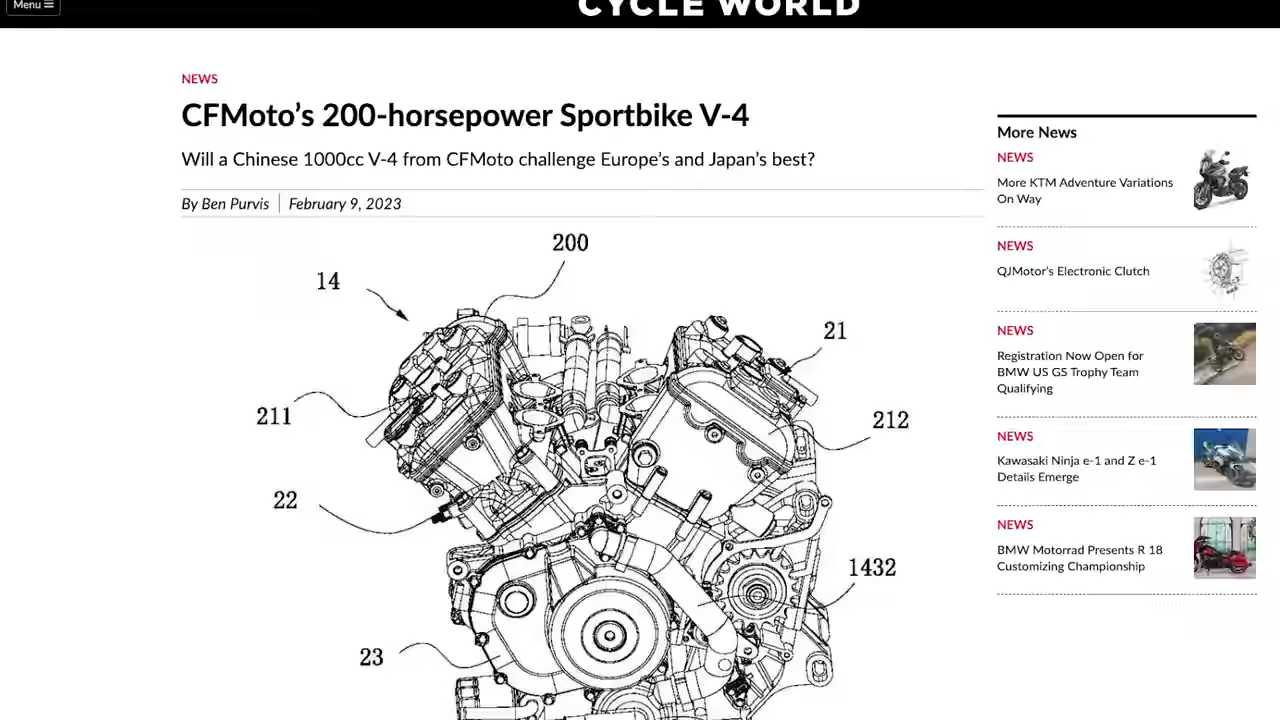 Menu
CYCLE WORLD
NEWS
CFMoto’s 200-horsepower Sportbike V-4
Will a Chinese 1000cc V-4 from CFMoto challenge Europe’s and Japan’s best?
By Ben Purvis
February 9, 2023
200
14
21
211
212
22
1432
23
More News
NEWS
More KTM Adventure Variations
On Way
NEWS
QJMotor’s Electronic Clutch
NEWS
Registration Now Open for
BMW US GS Trophy Team
Qualifying
NEWS
Kawasaki Ninja e-1 and Z e-1
Details Emerge
NEWS
BMW Motorrad Presents R 18
Customizing Championship